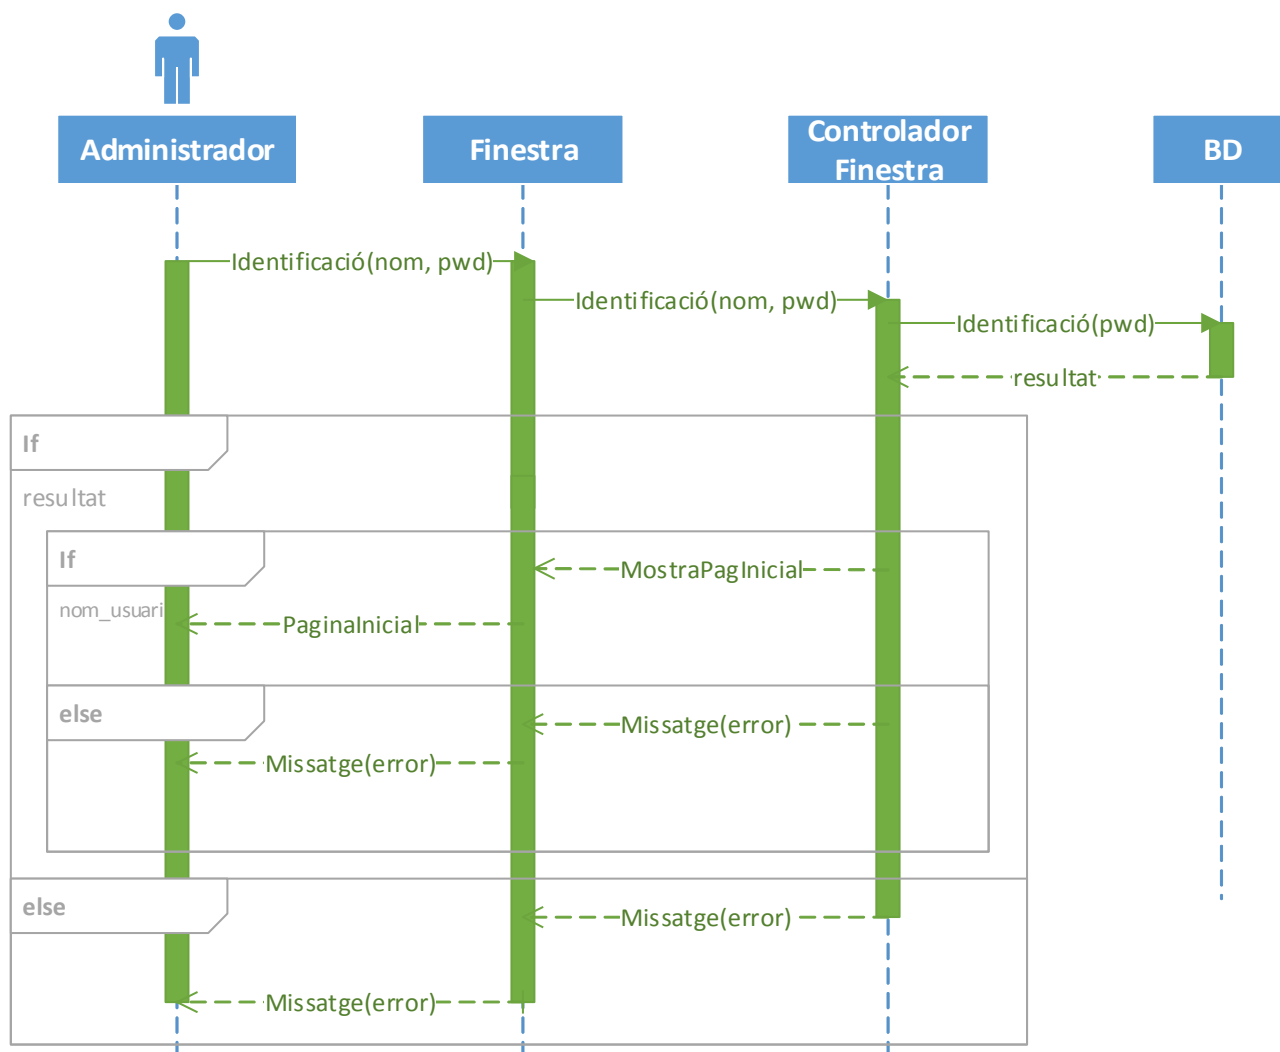 Administrador
Finestra
Controlador
Finestra
BD
Identificació(nom, pwd)
Identificació(nom, pwd)
Identificació(pwd)
resultat
If
resultat
If
MostraPagInicial
nom_usuari
PaginaInicial
else
Missatge(error)
Missatge(error)
else
Missatge(error)
Missatge(error)